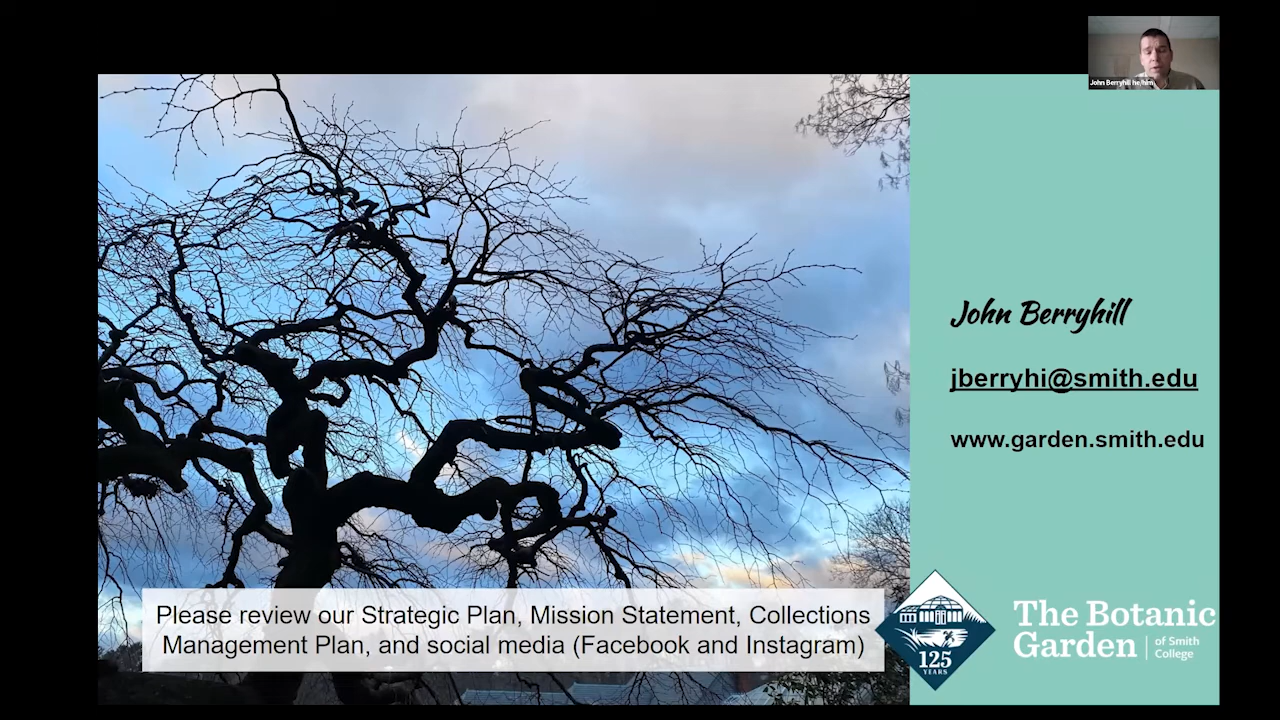 John Berryhill he/him
John Berryhill
jberryhi@smith.edu
www.garden.smith.edu
Please review our Strategic Plan, Mission Statement, Collections
Management Plan, and social media (Facebook and Instagram)
125
YEARS
The Botanic
Garden
of Smith
College